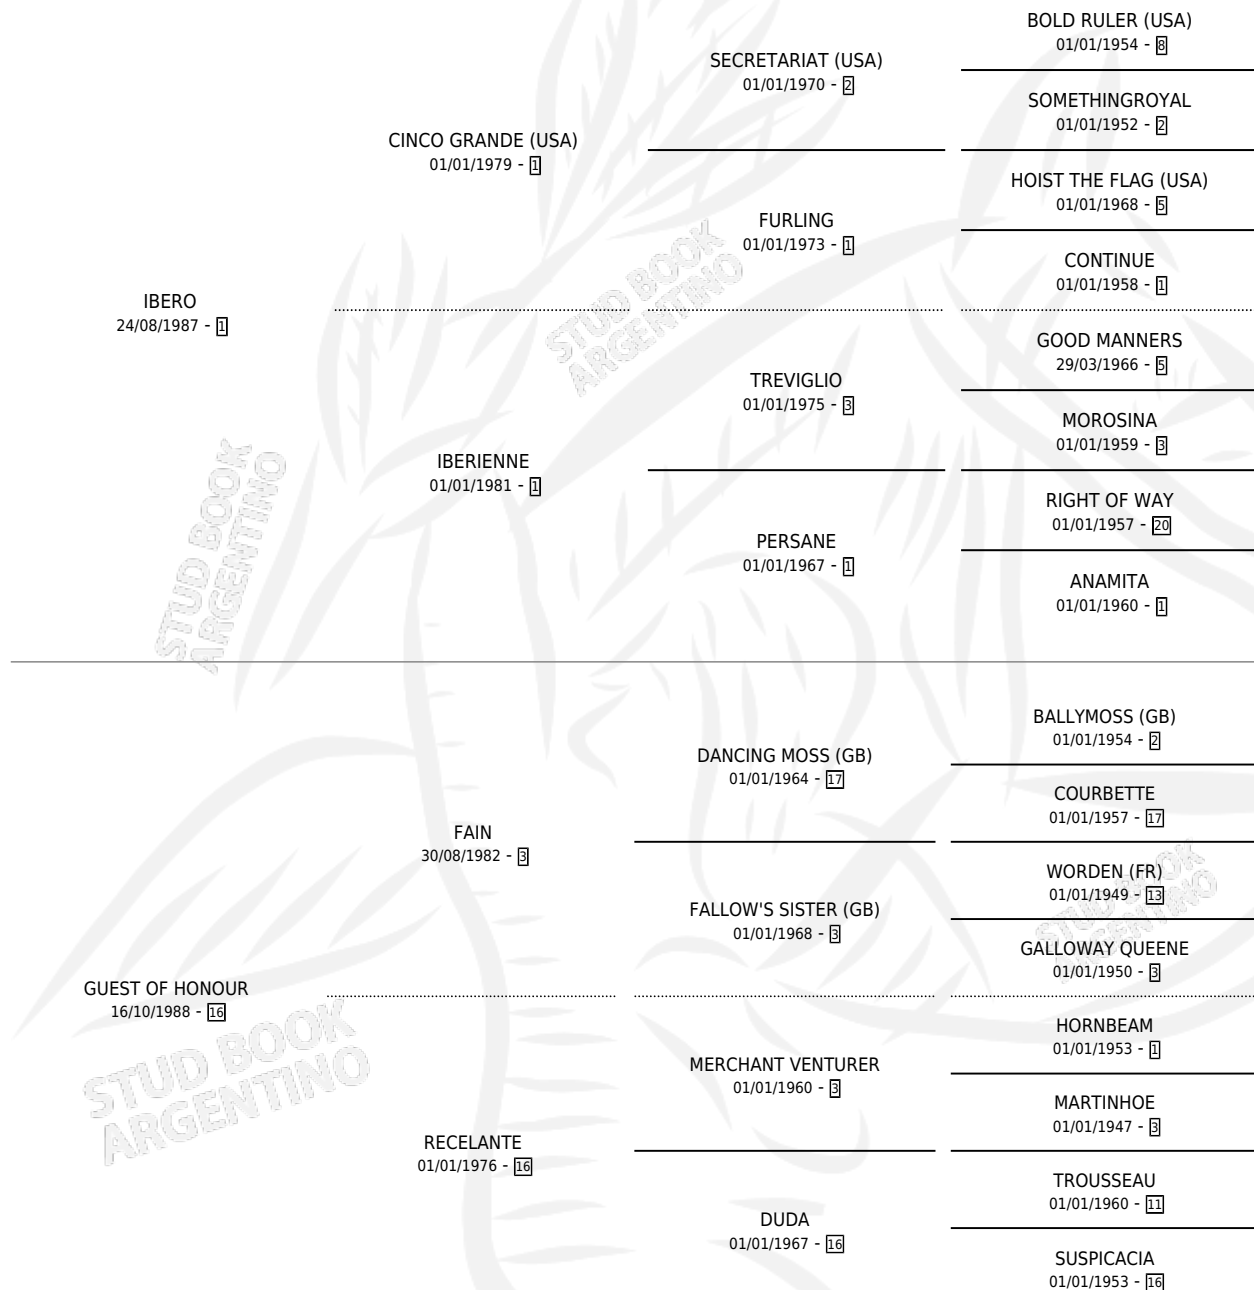 BOLD RULER (USA)
01/01/1954 - 8
SECRETARIAT (USA)
01/01/1970 - 2
SOMETHINGROYAL
01/01/1952 - 2
CINCO GRANDE (USA)
01/01/1979 - 1
HOIST THE FLAG (USA)
01/01/1968 - 5
FURLING
01/01/1973 - 1
CONTINUE
01/01/1958 - 1
IBERO
24/08/1987 - 1
GOOD MANNERS
29/03/1966 - 5
TREVIGLIO
01/01/1975 - 3
MOROSINA
01/01/1959 - 3
IBERIENNE
01/01/1981 - 1
RIGHT OF WAY
01/01/1957 - 20
PERSANE
01/01/1967 - 1
ANAMITA
01/01/1960 - 1
BALLYMOSS (GB)
01/01/1954 - 2
DANCING MOSS (GB)
01/01/1964 - 17
COURBETTE
01/01/1957 - 17
FAIN
30/08/1982 - 3
WORDEN (FR)
01/01/1949 - 13
FALLOW'S SISTER (GB)
01/01/1968 - 3
GALLOWAY QUEENE
01/01/1950 - 3
GUEST OF HONOUR
16/10/1988 - 16
HORNBEAM
01/01/1953 - 1
MERCHANT VENTURER
01/01/1960 - 3
MARTINHOE
01/01/1947 - 3
RECELANTE
01/01/1976 - 16
TROUSSEAU
01/01/1960 - 11
DUDA
01/01/1967 - 16
SUSPICACIA
01/01/1953 - 16
STUD BOOK
ARGENTINO
STUD BOOK
ARGENTINO
STUD BOOK
ARGENTINO
STUD BOOK
ARGENTINO